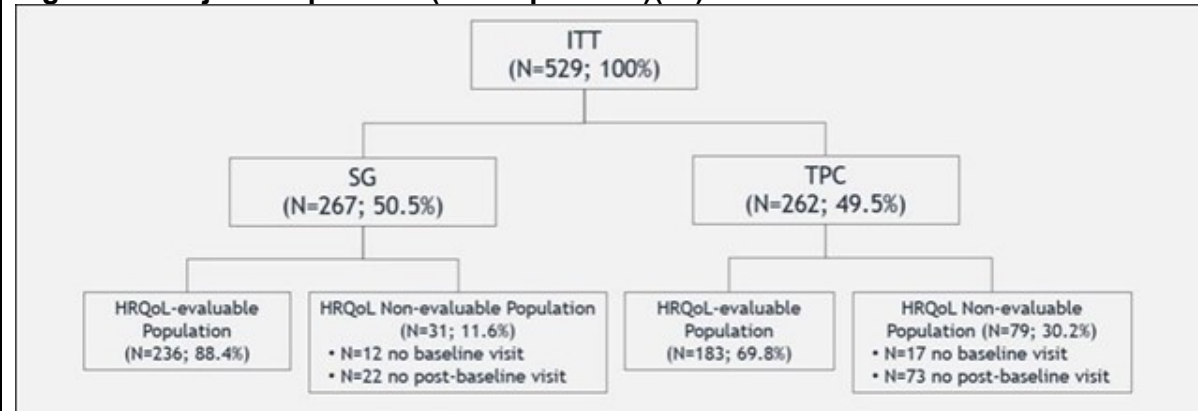 ITT
(N=529; 100%)
SG
(N=267; 50.5%)
TPC
(N=262; 49.5%)
HRQoL-evaluable
Population
(N=236; 88.4%)
HRQoL Non-evaluable Population
(N=31; 11.6%)
• N=12 no baseline visit
• N=22 no post-baseline visit
HRQoL-evaluable
Population
(N=183; 69.8%)
HRQoL Non-evaluable
Population (N=79; 30.2%)
• N=17 no baseline visit
• N=73 no post-baseline visit